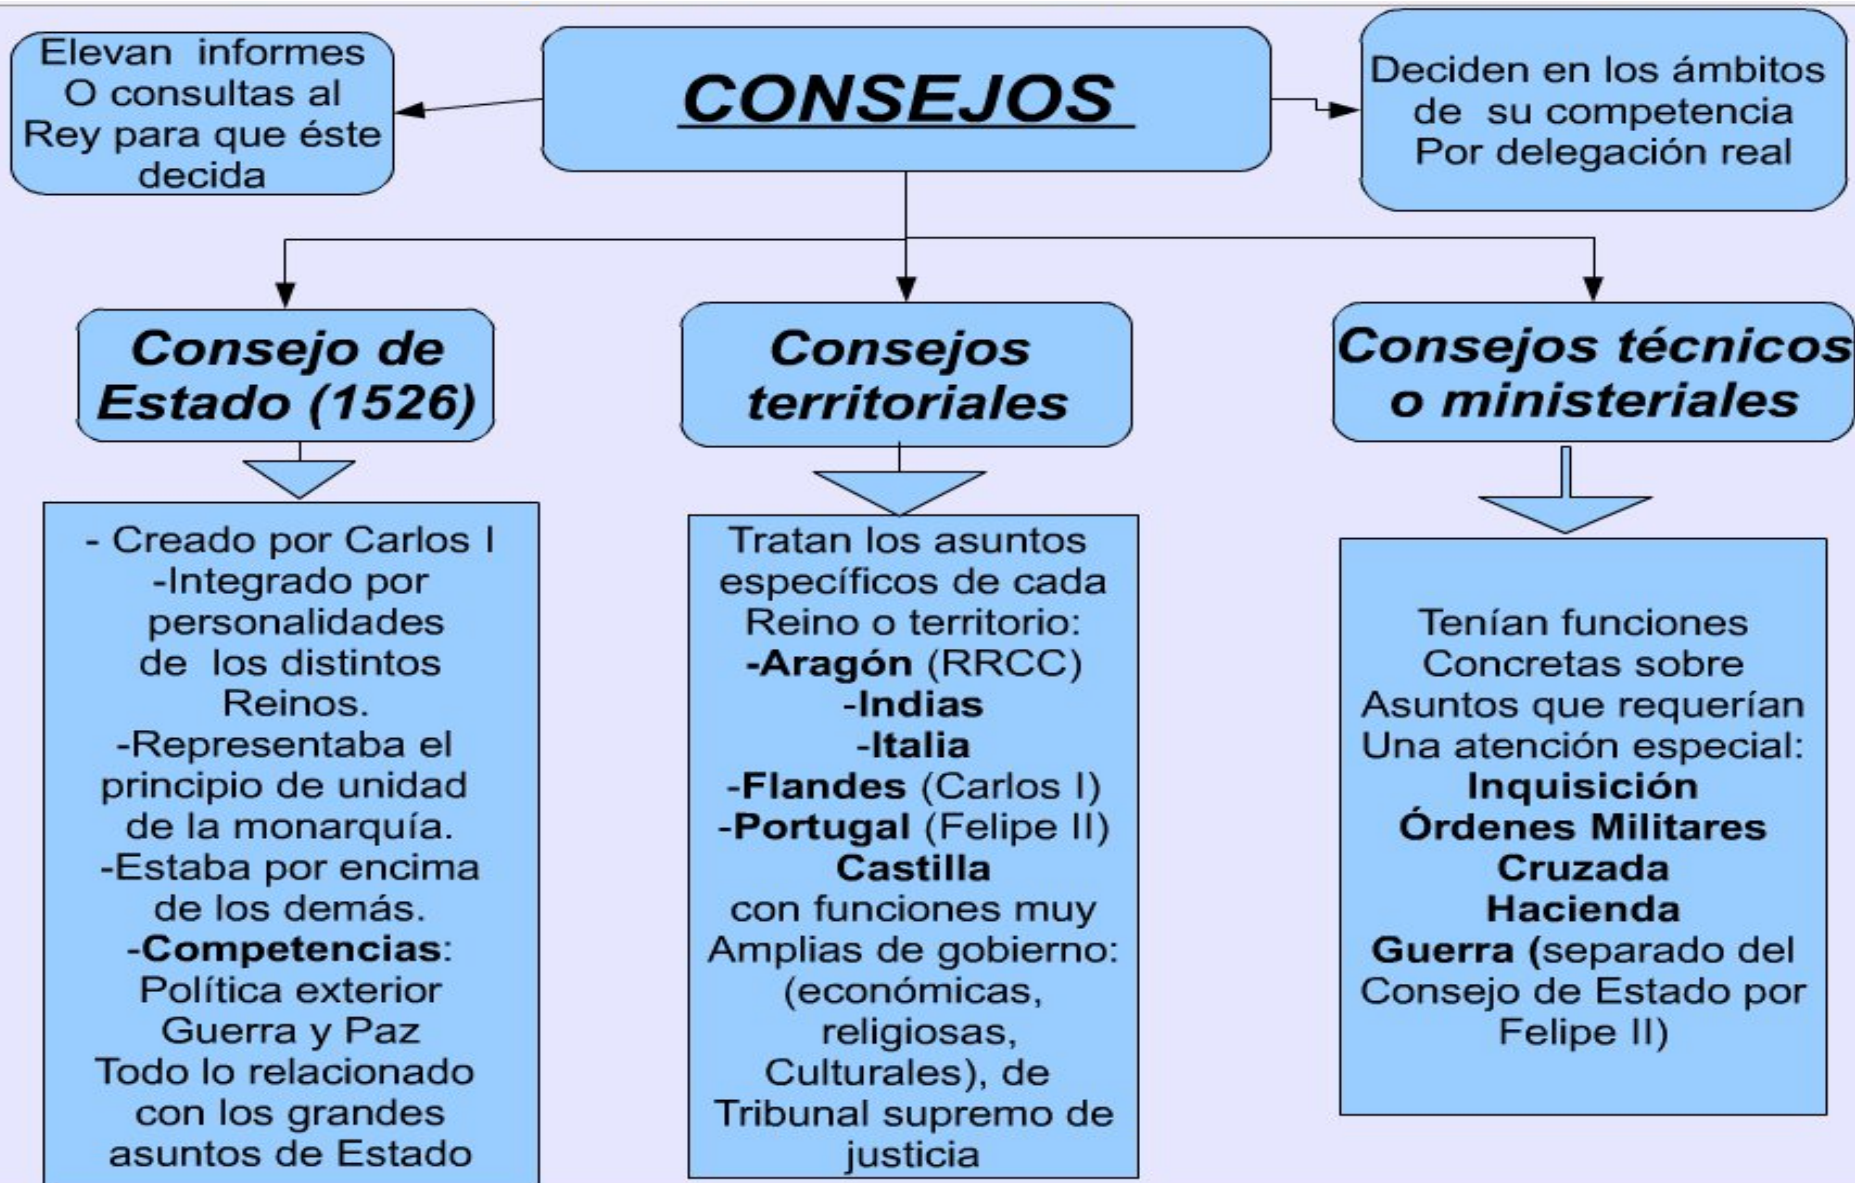 Elevan informes
O consultas al
Rey para que éste
decida
CONSEJOS
Deciden en los ámbitos
de su competencia
Por delegación real
Consejo de
Estado (1526)
- Creado por Carlos I
-Integrado por
personalidades
de los distintos
Reinos.
-Representaba el
principio de unidad
de la monarquía.
-Estaba por encima
de los demás.
-Competencias:
Política exterior
Guerra y Paz
Todo lo relacionado
con los grandes
asuntos de Estado
Consejos
territoriales
Tratan los asuntos
específicos de cada
Reino o territorio:
-Aragón (RRCC)
-Indias
-Italia
-Flandes (Carlos I)
-Portugal (Felipe II)
Castilla
con funciones muy
Amplias de gobierno:
(económicas,
religiosas,
Culturales), de
Tribunal supremo de
justicia
Consejos técnicos
o ministeriales
Tenían funciones
Concretas sobre
Asuntos que requerían
Una atención especial:
Inquisición
Órdenes Militares
Cruzada
Hacienda
Guerra (separado del
Consejo de Estado por
Felipe II)